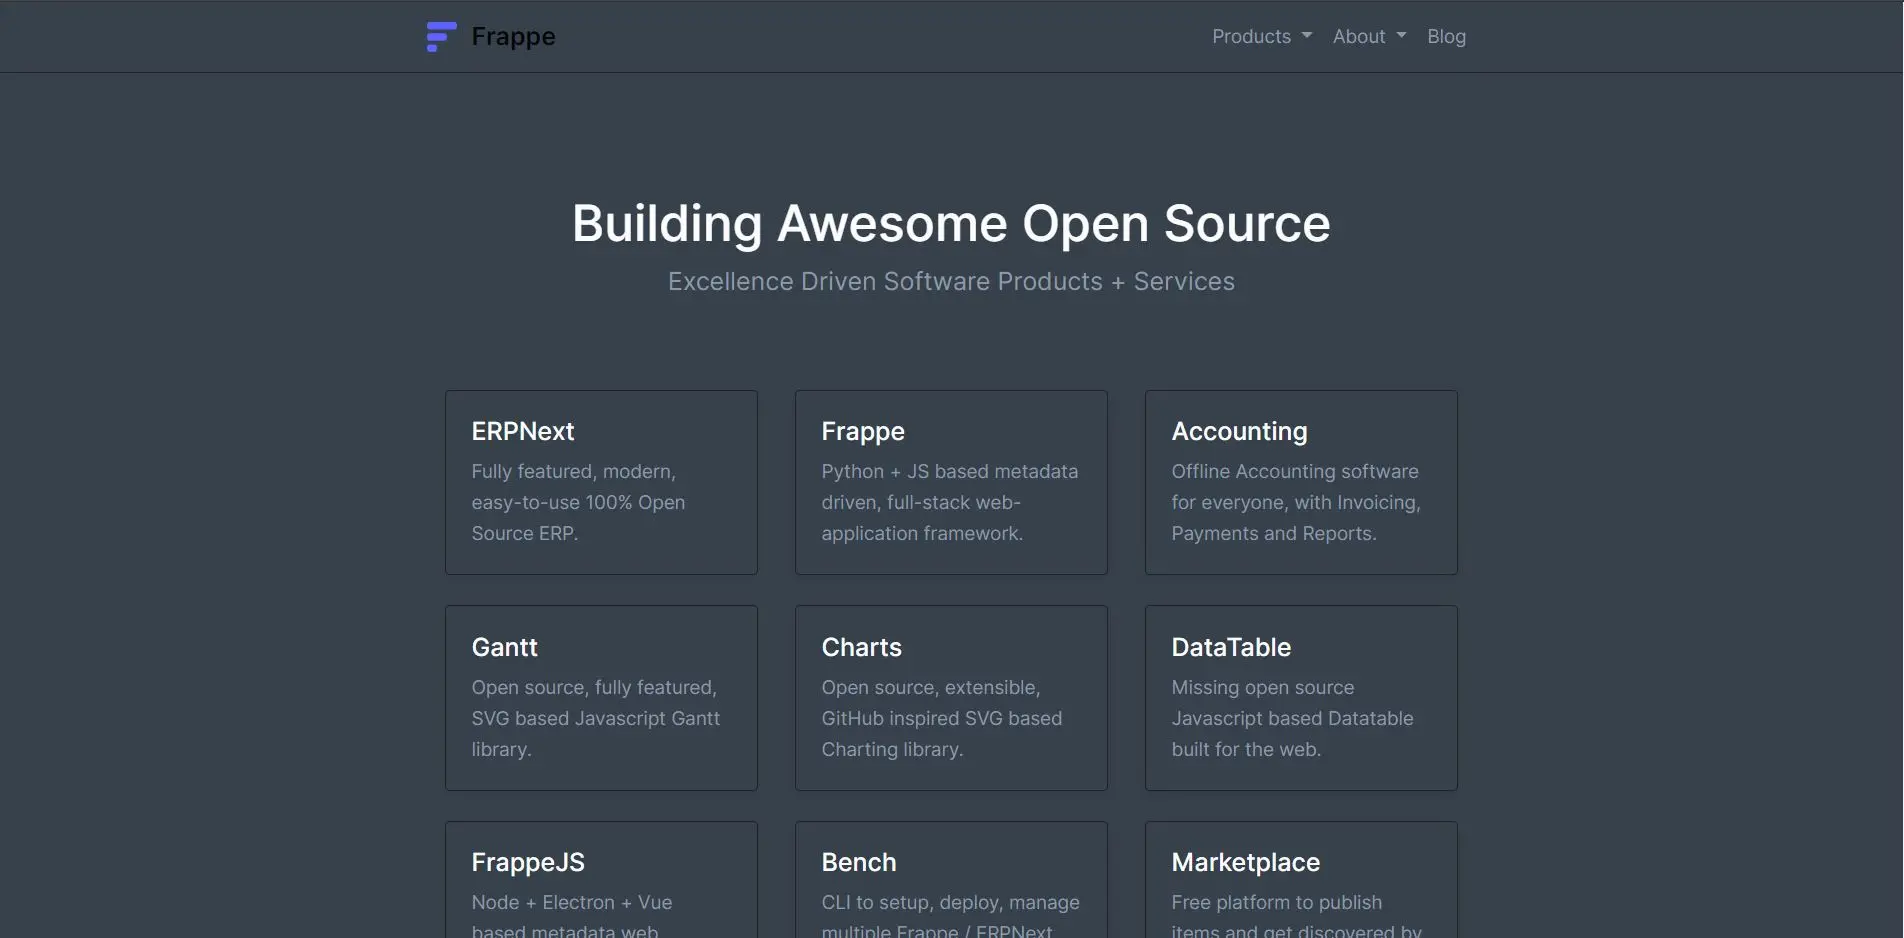 Frappe
Products
About
Blog
Building Awesome Open Source
Excellence Driven Software Products + Services
ERPNext
Fully featured, modern,
easy-to-use 100% Open
Source ERP.
Frappe
Python + JS based metadata
driven, full-stack web-
application framework.
Accounting
Offline Accounting software
for everyone, with Invoicing,
Payments and Reports.
Gantt
Open source, fully featured,
SVG based Javascript Gantt
library.
Charts
Open source, extensible,
GitHub inspired SVG based
Charting library.
DataTable
Missing open source
Javascript based Datatable
built for the web.
FrappeJS
Node + Electron + Vue
based metadata web
Bench
CLI to setup, deploy, manage
multiple Frappe / ERPNext
Marketplace
Free platform to publish
items and get discovered by